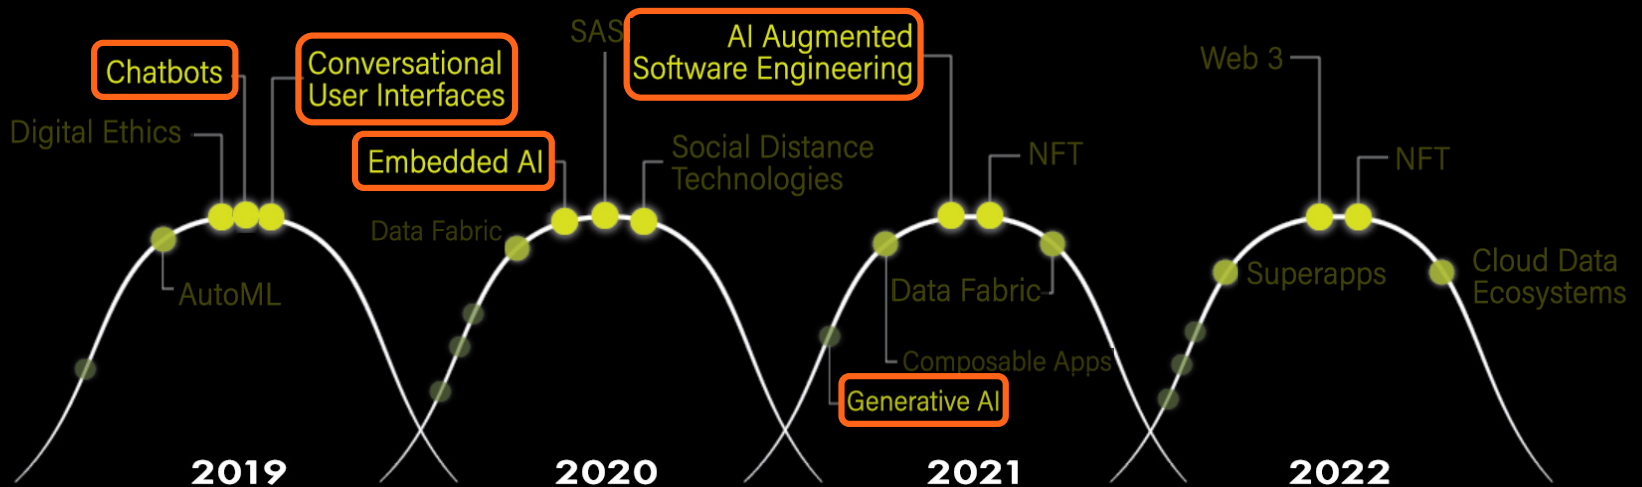 Chatbots
Conversational
User Interfaces
Digital Ethics
AutoML
2019
SAS
Embedded AI
Social Distance
Technologies
Data Fabric
2020
AI Augmented
Software Engineering
NFT
Data Fabric
Composable Apps
Generative AI
2021
Web 3
NFT
Superapps
Cloud Data
Ecosystems
2022